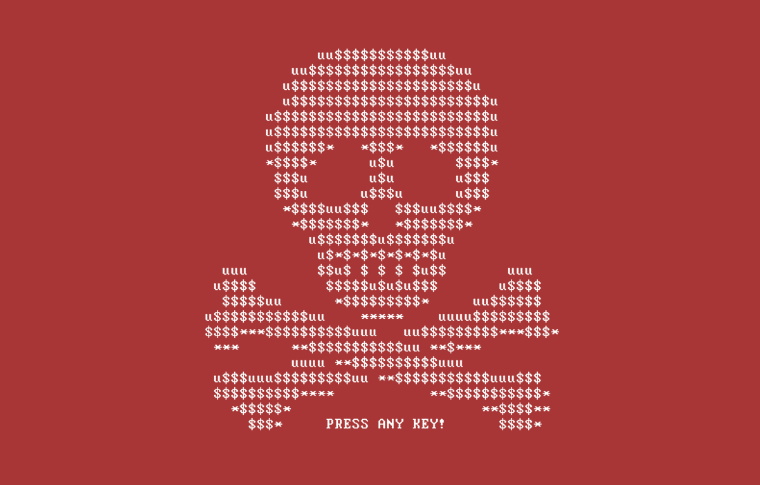 uu$$$$$$$$$$$uu
uu$$$$$$$$$$$$$$$$$uu
u$$$$$$$$$$$$$$$$$$$$$u
u$$$$$$$$$$$$$$$$$$$$$$$u
u$$$$$$$$$$$$$$$$$$$$$$$$$u
u$$$$$$$$$$$$$$$$$$$$$$$$$u
u$$$$$$* *$$$* *$$$$$$u
*$$$$* u$u $$$$*
$$$u u$u u$$$
$$$u u$$$u u$$$
*$$$$uu$$$ $$$uu$$$$*
*$$$$$$$* *$$$$$$$*
u$$$$$$$u$$$$$$$u
u$*$*$*$*$*$*$u
uuu $$u$ $ $ $ $u$$ uuu
u$$$$ $$$$$u$u$u$$$ u$$$$
$$$$$uu *$$$$$$$$$* uu$$$$$$
u$$$$$$$$$$$uu ***** uuuu$$$$$$$$$
$$$$***$$$$$$$$$$uuu uu$$$$$$$$$***$$$*
*** **$$$$$$$$$$$uu **$***
uuuu **$$$$$$$$$$uuu
u$$$uuu$$$$$$$$$uu **$$$$$$$$$$$uuu$$$
$$$$$$$$$$**** **$$$$$$$$$$$*
*$$$$$* **$$$$**
$$$* PRESS ANY KEY! $$$$*